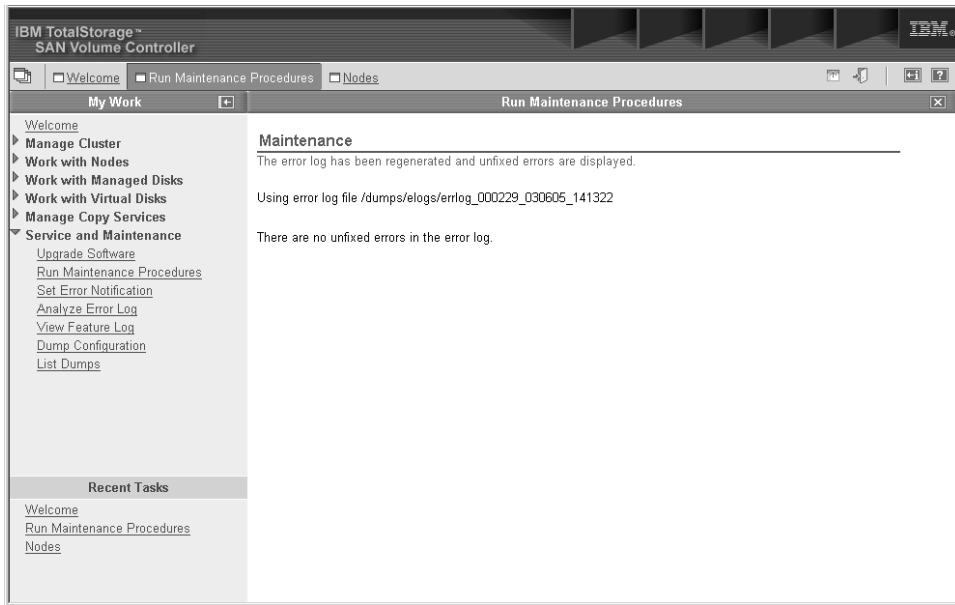 IBM TotalStorage™
SAN Volume Controller
IBM®
Welcome
Run Maintenance Procedures
Nodes
?
My Work
Run Maintenance Procedures
Welcome
Manage Cluster
Work with Nodes
Work with Managed Disks
Work with Virtual Disks
Manage Copy Services
Service and Maintenance
Upgrade Software
Run Maintenance Procedures
Set Error Notification
Analyze Error Log
View Feature Log
Dump Configuration
List Dumps
Maintenance
The error log has been regenerated and unfixed errors are displayed.
Using error log file /dumps/elogs/errlog_000229_030605_141322
There are no unfixed errors in the error log.
Recent Tasks
Welcome
Run Maintenance Procedures
Nodes